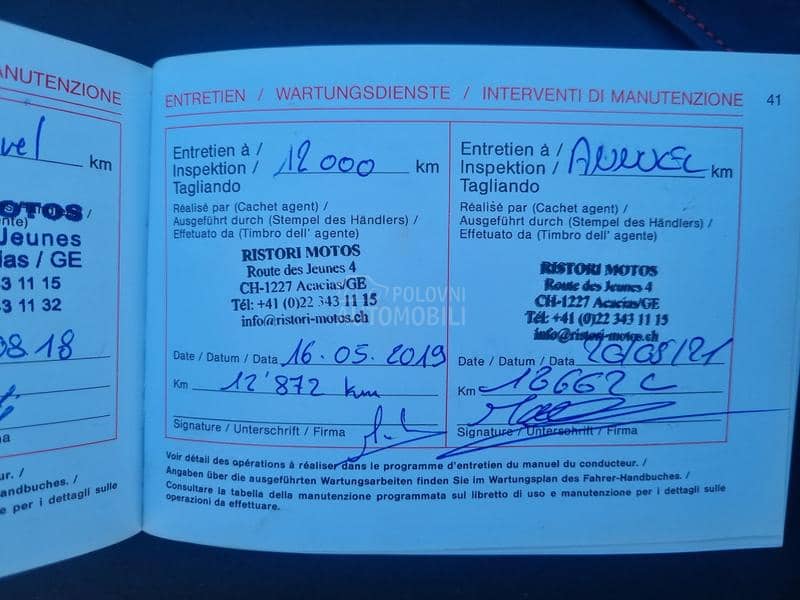 ANUTENZIONE
km
OTOS /
Jeunes
ias / GE
3 11 15
3 11 32
08 18
ur. /
andbuches. /
e per i dettagli sulle
ENTRETIEN / WARTUNGSDIENSTE / INTERVENTI DI MANUTENZIONE 41
Entretien à /
Inspektion / 12 000 km
Tagliando
Réalisé par (Cachet agent) /
Ausgeführt durch (Stempel des Händlers) /
Effetuato da (Timbro dell' agente)
RISTORI MOTOS
Route des Jeunes 4
CH-1227 Acacias/GE
Tél: +41 (0)22 343 11 15
info@ristori-motos.ch
Date / Datum / Data 16.05.2019
Km 12'872 km
Signature / Unterschrift / Firma
Entretien à /
Inspektion / ANNUEL km
Tagliando
Réalisé par (Cachet agent) /
Ausgeführt durch (Stempel des Händlers) /
Effetuato da (Timbro dell' agente)
RISTORI MOTOS
Route des Jeunes 4
CH-1227 Acacias/GE
Tél: +41 (0)22 343 11 15
info@ristori-motos.ch
Date / Datum / Data
Km
Signature / Unterschrift / Firma
Voir détail des opérations à réaliser dans le programme d'entretien du manuel du conducteur. /
Angaben über die ausgeführten Wartungsarbeiten finden Sie im Wartungsplan des Fahrer-Handbuches. /
Consultare la tabella della manutenzione programmata sul libretto di uso e manutenzione per i dettagli sulle
operazioni da effettuare.
POLOVNI
AUTOMOBILI